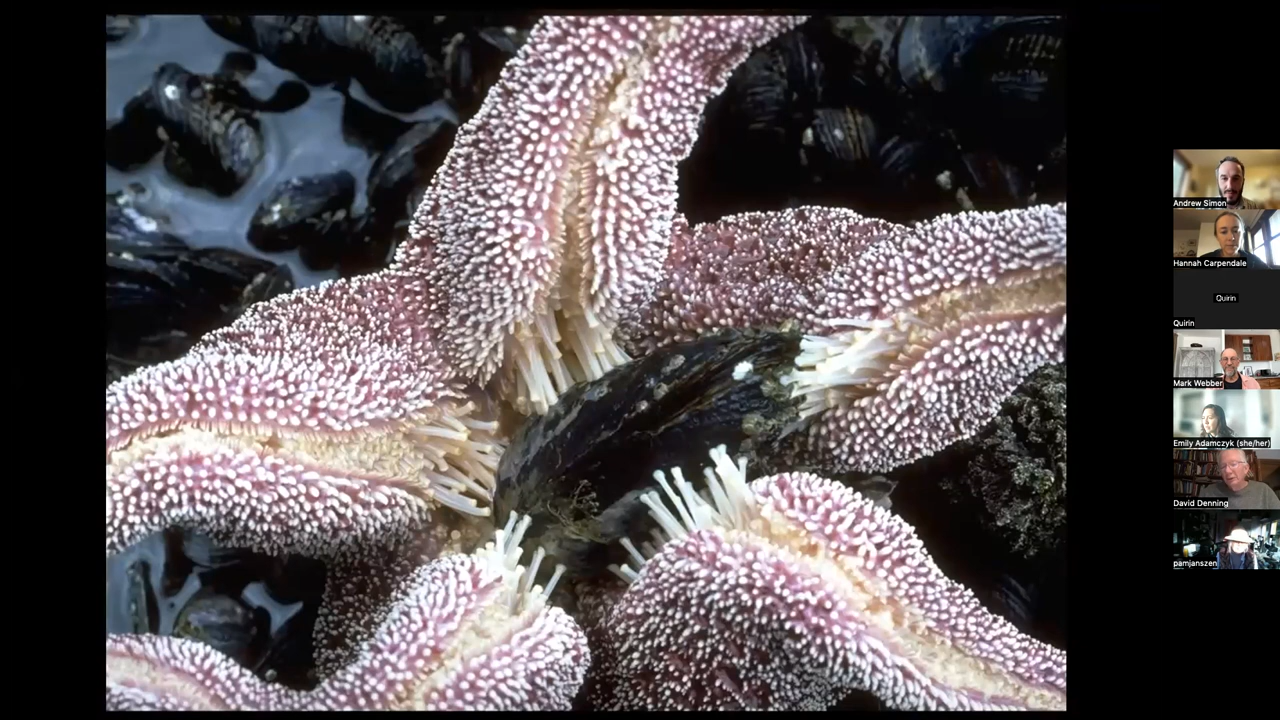 Andrew Simon
Hannah Carpendale
Quirin
Quirin
Mark Webber
Emily Adamczyk (she/her)
David Denning
pamjanszen